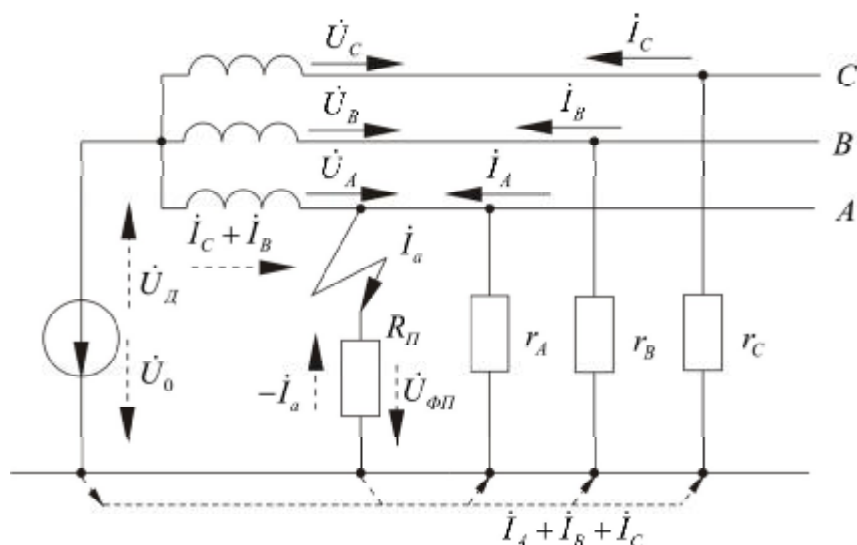 U̇_C
İ_C
C
U̇_B
İ_B
B
U̇_A
İ_A
A
İ_C + İ_B
İ_a
U̇_Д
R_П
r_A
r_B
r_C
U̇_0
−İ_a
U̇_ФП
İ_A + İ_B + İ_C